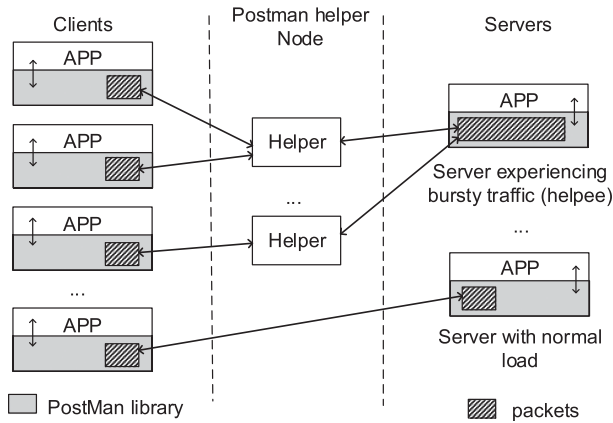 Clients
Postman helper
Node
Servers
APP
APP
Helper
APP
Server experiencing
bursty traffic (helpee)
...
APP
Helper
...
...
APP
APP
Server with normal
load
PostMan library
packets